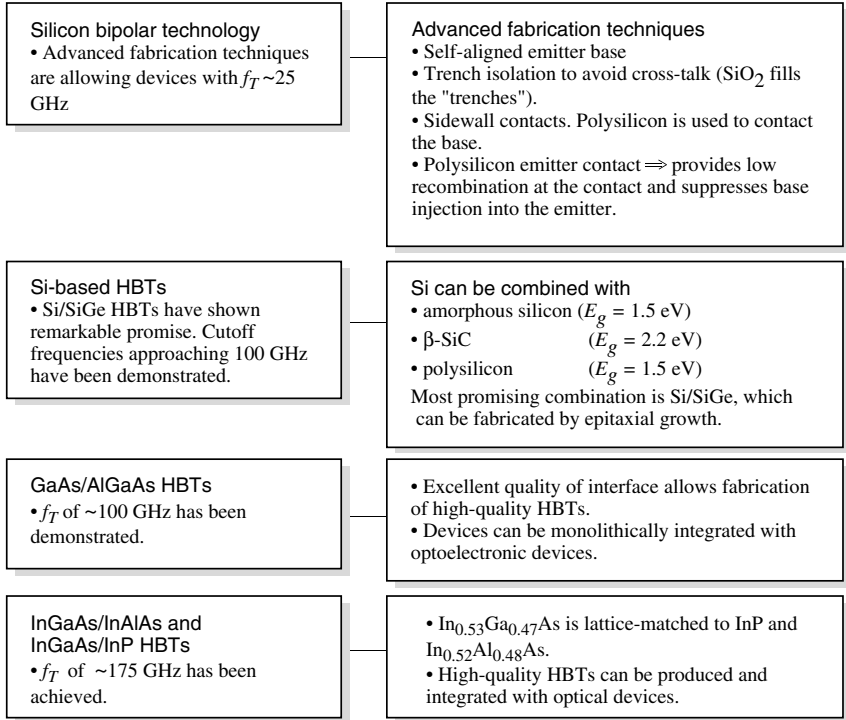 Silicon bipolar technology
• Advanced fabrication techniques
are allowing devices with f_T ~25
GHz
Advanced fabrication techniques
• Self-aligned emitter base
• Trench isolation to avoid cross-talk (SiO2 fills
the "trenches").
• Sidewall contacts. Polysilicon is used to contact
the base.
• Polysilicon emitter contact ⇒ provides low
recombination at the contact and suppresses base
injection into the emitter.
Si-based HBTs
• Si/SiGe HBTs have shown
remarkable promise. Cutoff
frequencies approaching 100 GHz
have been demonstrated.
Si can be combined with
• amorphous silicon (E_g = 1.5 eV)
• β-SiC (E_g = 2.2 eV)
• polysilicon (E_g = 1.5 eV)
Most promising combination is Si/SiGe, which
can be fabricated by epitaxial growth.
GaAs/AlGaAs HBTs
• f_T of ~100 GHz has been
demonstrated.
• Excellent quality of interface allows fabrication
of high-quality HBTs.
• Devices can be monolithically integrated with
optoelectronic devices.
InGaAs/InAlAs and
InGaAs/InP HBTs
• f_T of ~175 GHz has been
achieved.
• In0.53Ga0.47As is lattice-matched to InP and
In0.52Al0.48As.
• High-quality HBTs can be produced and
integrated with optical devices.